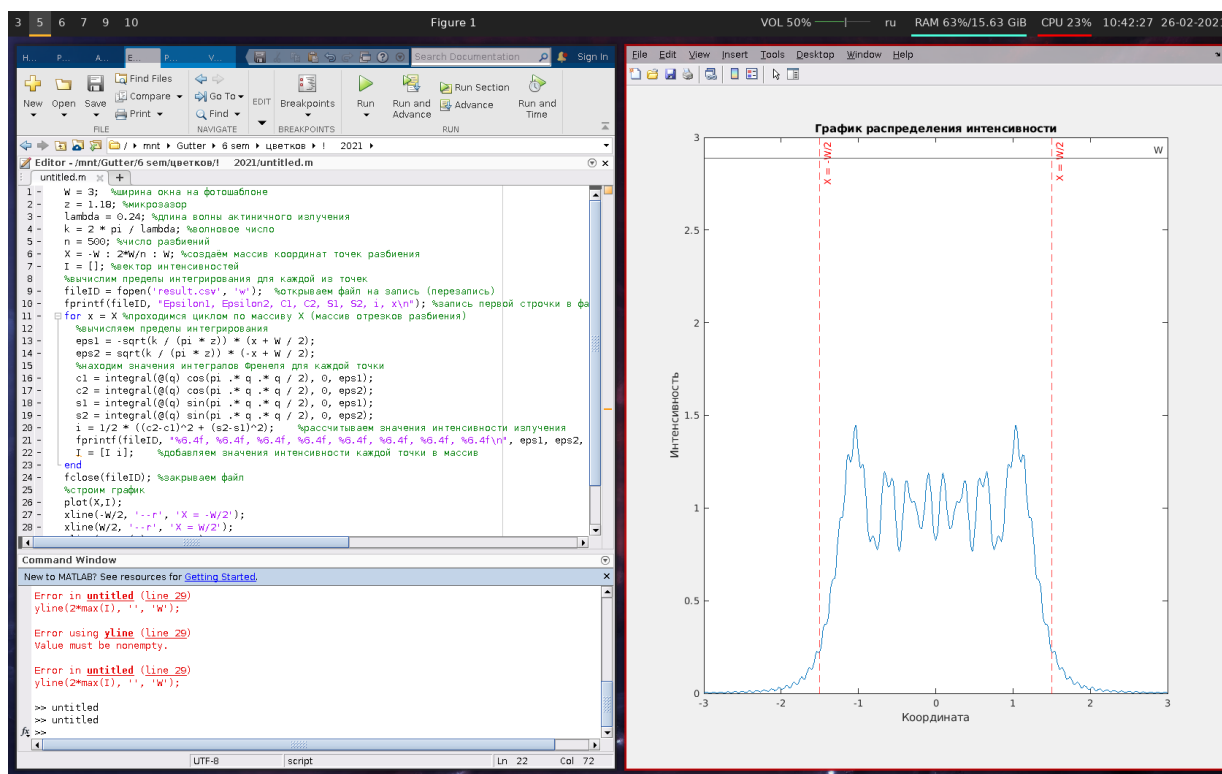 3 5 6 7 9 10 Figure 1 VOL 50% ru RAM 63%/15.63 GiB CPU 23% 10:42:27 26-02-2021
H... P... A... E... P... V... Search Documentation Sign In
New Open Save Find Files Compare Print Go To Find EDIT Breakpoints Run Run and Advance Run Section Advance Run and Time
FILE NAVIGATE BREAKPOINTS RUN
/ mnt Gutter 6 sem цветков ! 2021
Editor - /mnt/Gutter/6 sem/цветков/! 2021/untitled.m
untitled.m
1 W = 3; %ширина окна на фотошаблоне
2 z = 1.18; %микрозазор
3 lambda = 0.24; %длина волны актиничного излучения
4 k = 2 * pi / lambda; %волновое число
5 n = 500; %число разбиений
6 X = -W : 2*W/n : W; %создаём массив координат точек разбиения
7 I = []; %вектор интенсивностей
8 %вычислим пределы интегрирования для каждой из точек
9 fileID = fopen('result.csv', 'w'); %открываем файл на запись (перезапись)
10 fprintf(fileID, "Epsilon1, Epsilon2, C1, C2, S1, S2, i, x\n"); %запись первой строчки в фа
11 for x = X %проходимся циклом по массиву X (массив отрезков разбиения)
12 %вычисляем пределы интегрирования
13 eps1 = -sqrt(k / (pi * z)) * (x + W / 2);
14 eps2 = sqrt(k / (pi * z)) * (-x + W / 2);
15 %находим значения интегралов Френеля для каждой точки
16 c1 = integral(@(q) cos(pi .* q .* q / 2), 0, eps1);
17 c2 = integral(@(q) cos(pi .* q .* q / 2), 0, eps2);
18 s1 = integral(@(q) sin(pi .* q .* q / 2), 0, eps1);
19 s2 = integral(@(q) sin(pi .* q .* q / 2), 0, eps2);
20 i = 1/2 * ((c2-c1)^2 + (s2-s1)^2); %рассчитываем значения интенсивности излучения
21 fprintf(fileID, "%6.4f, %6.4f, %6.4f, %6.4f, %6.4f, %6.4f, %6.4f, %6.4f\n", eps1, eps2,
22 I = [I i]; %добавляем значения интенсивности каждой точки в массив
23 end
24 fclose(fileID); %закрываем файл
25 %строим график
26 plot(X,I);
27 xline(-W/2, '--r', 'X = -W/2');
28 xline(W/2, '--r', 'X = W/2');
Command Window
New to MATLAB? See resources for Getting Started.
Error in untitled (line 29)
yline(2*max(I), '', 'W');
Error using yline (line 29)
Value must be nonempty.
Error in untitled (line 29)
yline(2*max(I), '', 'W');
>> untitled
>> untitled
fx >>
UTF-8 script Ln 22 Col 72
File Edit View Insert Tools Desktop Window Help
График распределения интенсивности
W
X = -W/2
X = W/2
3
2.5
2
1.5
1
0.5
0
Интенсивность
-3 -2 -1 0 1 2 3
Координата